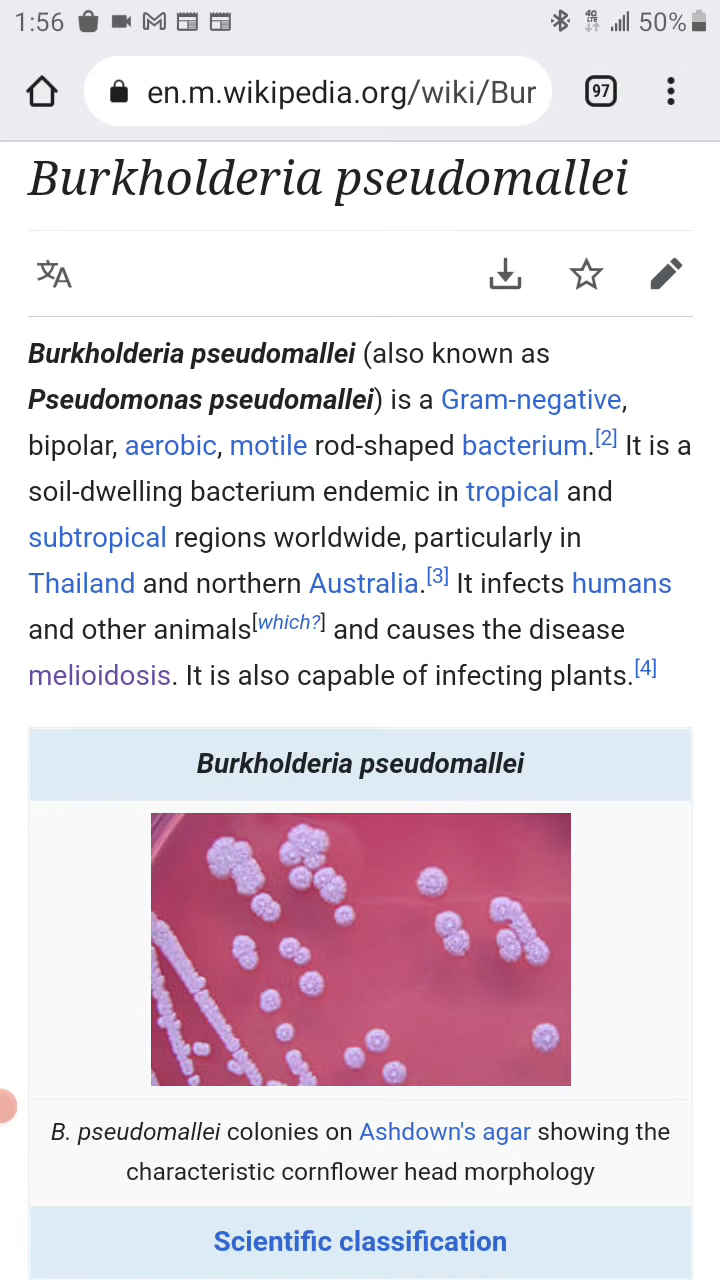 1:56
4G LTE
50%
en.m.wikipedia.org/wiki/Bur
97
Burkholderia pseudomallei
文A
Burkholderia pseudomallei (also known as
Pseudomonas pseudomallei) is a Gram-negative,
bipolar, aerobic, motile rod-shaped bacterium.[2] It is a
soil-dwelling bacterium endemic in tropical and
subtropical regions worldwide, particularly in
Thailand and northern Australia.[3] It infects humans
and other animals[which?] and causes the disease
melioidosis. It is also capable of infecting plants.[4]
Burkholderia pseudomallei
B. pseudomallei colonies on Ashdown's agar showing the
characteristic cornflower head morphology
Scientific classification